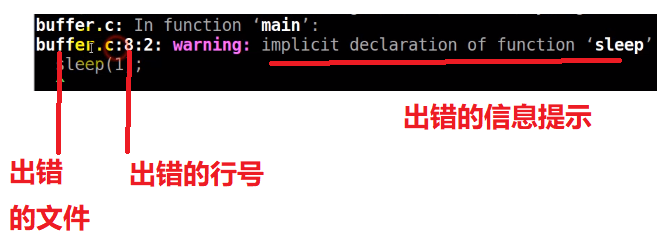 buffer.c: In function ‘main’:
buffer.c:8:2: warning: implicit declaration of function ‘sleep’
sleep(1);
^
出错的信息提示
出错的行号
出错
的文件